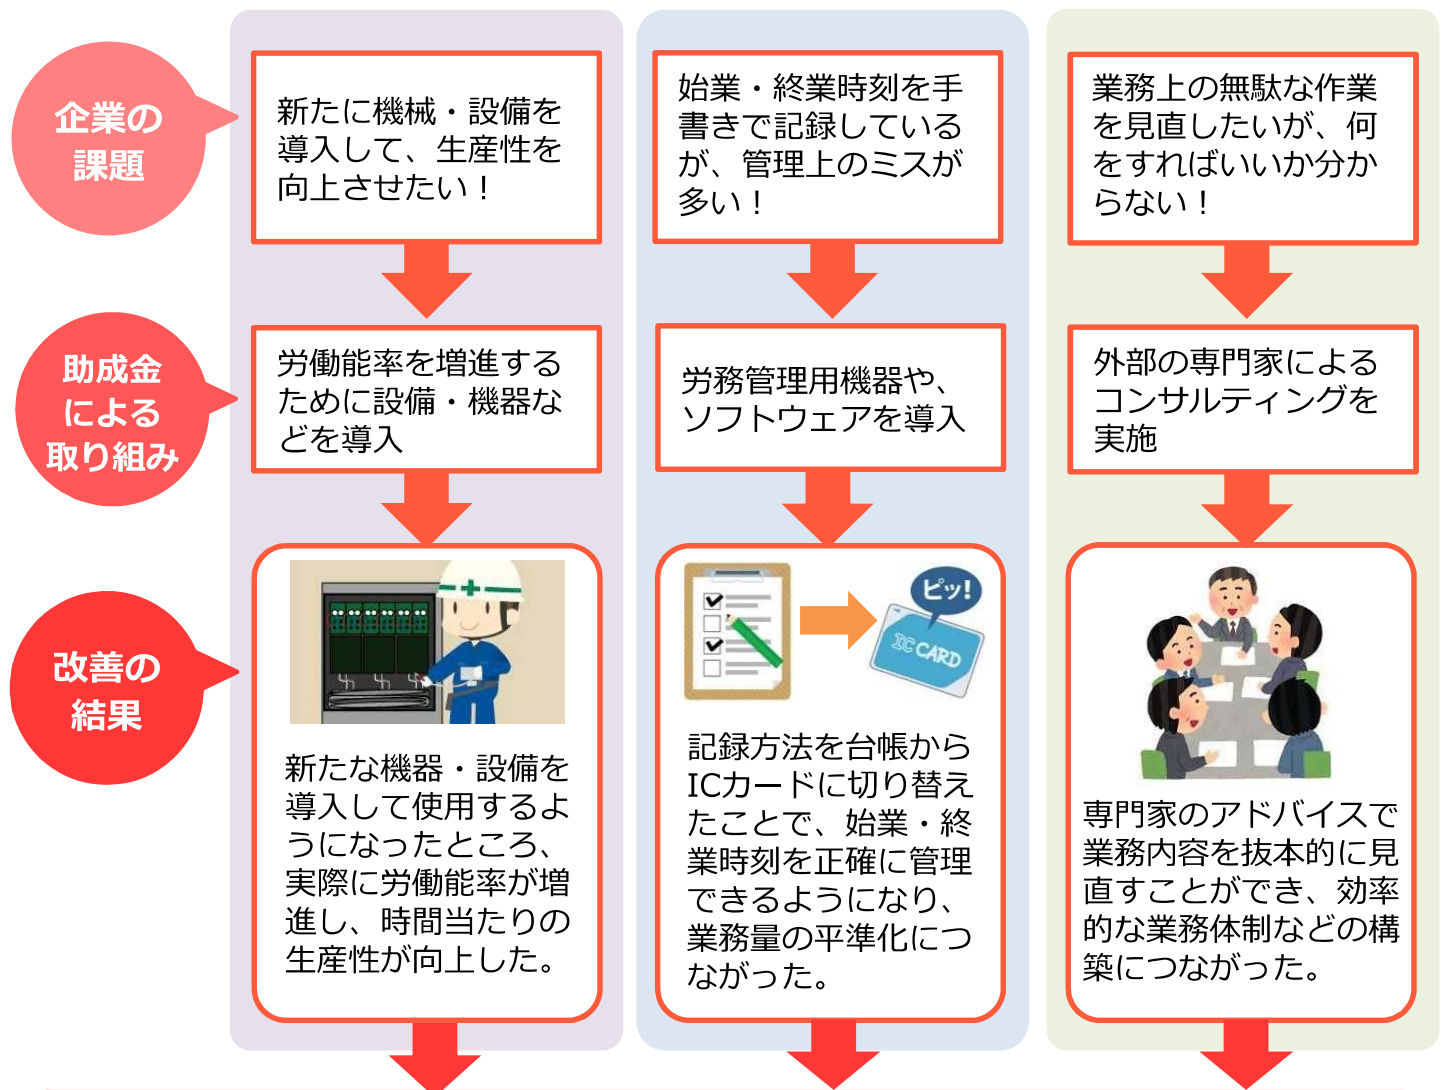 企業の
課題
新たに機械・設備を
導入して、生産性を
向上させたい！
始業・終業時刻を手
書きで記録している
が、管理上のミスが
多い！
業務上の無駄な作業
を見直したいが、何
をすればいいか分か
らない！
助成金
による
取り組み
労働能率を増進する
ために設備・機器な
どを導入
労務管理用機器や、
ソフトウェアを導入
外部の専門家による
コンサルティングを
実施
改善の
結果
新たな機器・設備を
導入して使用するよ
うになったところ、
実際に労働能率が増
進し、時間当たりの
生産性が向上した。
ピッ!
IC CARD
記録方法を台帳から
ICカードに切り替え
たことで、始業・終
業時刻を正確に管理
できるようになり、
業務量の平準化につ
ながった。
専門家のアドバイスで
業務内容を抜本的に見
直すことができ、効率
的な業務体制などの構
築につながった。